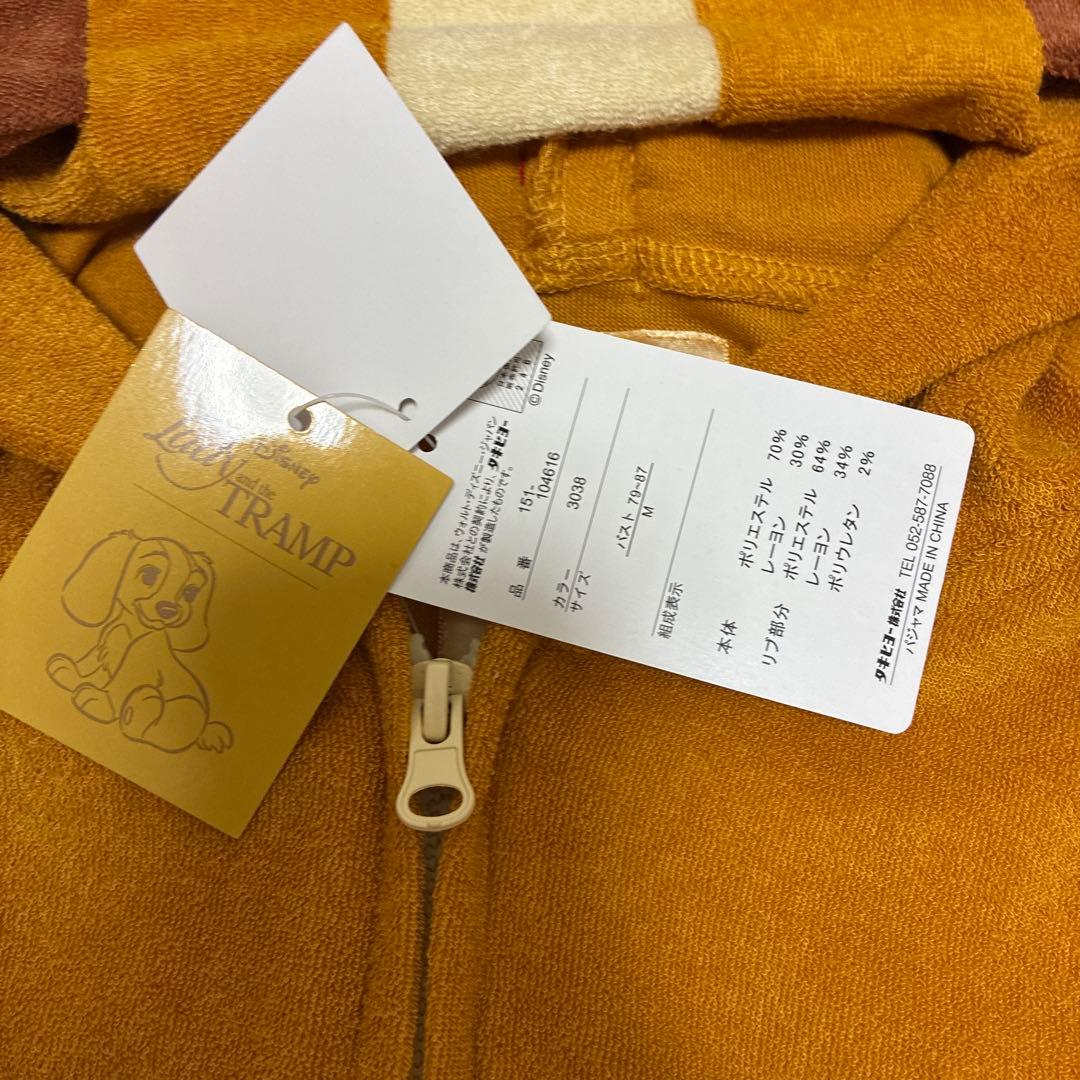 DISNEY
Lady
and the
TRAMP
©Disney
本商品は、ウォルト・ディズニー・ジャパン
株式会社との契約により、タキヒヨー
株式会社が製造したものです。
品 番 151-
104616
カラー 3038
サイズ
バスト 79~87
M
組成表示
本体 ポリエステル 70%
レーヨン 30%
リブ部分 ポリエステル 64%
レーヨン 34%
ポリウレタン 2%
タキヒヨー株式会社 TEL 052-587-7088
パジャマ MADE IN CHINA